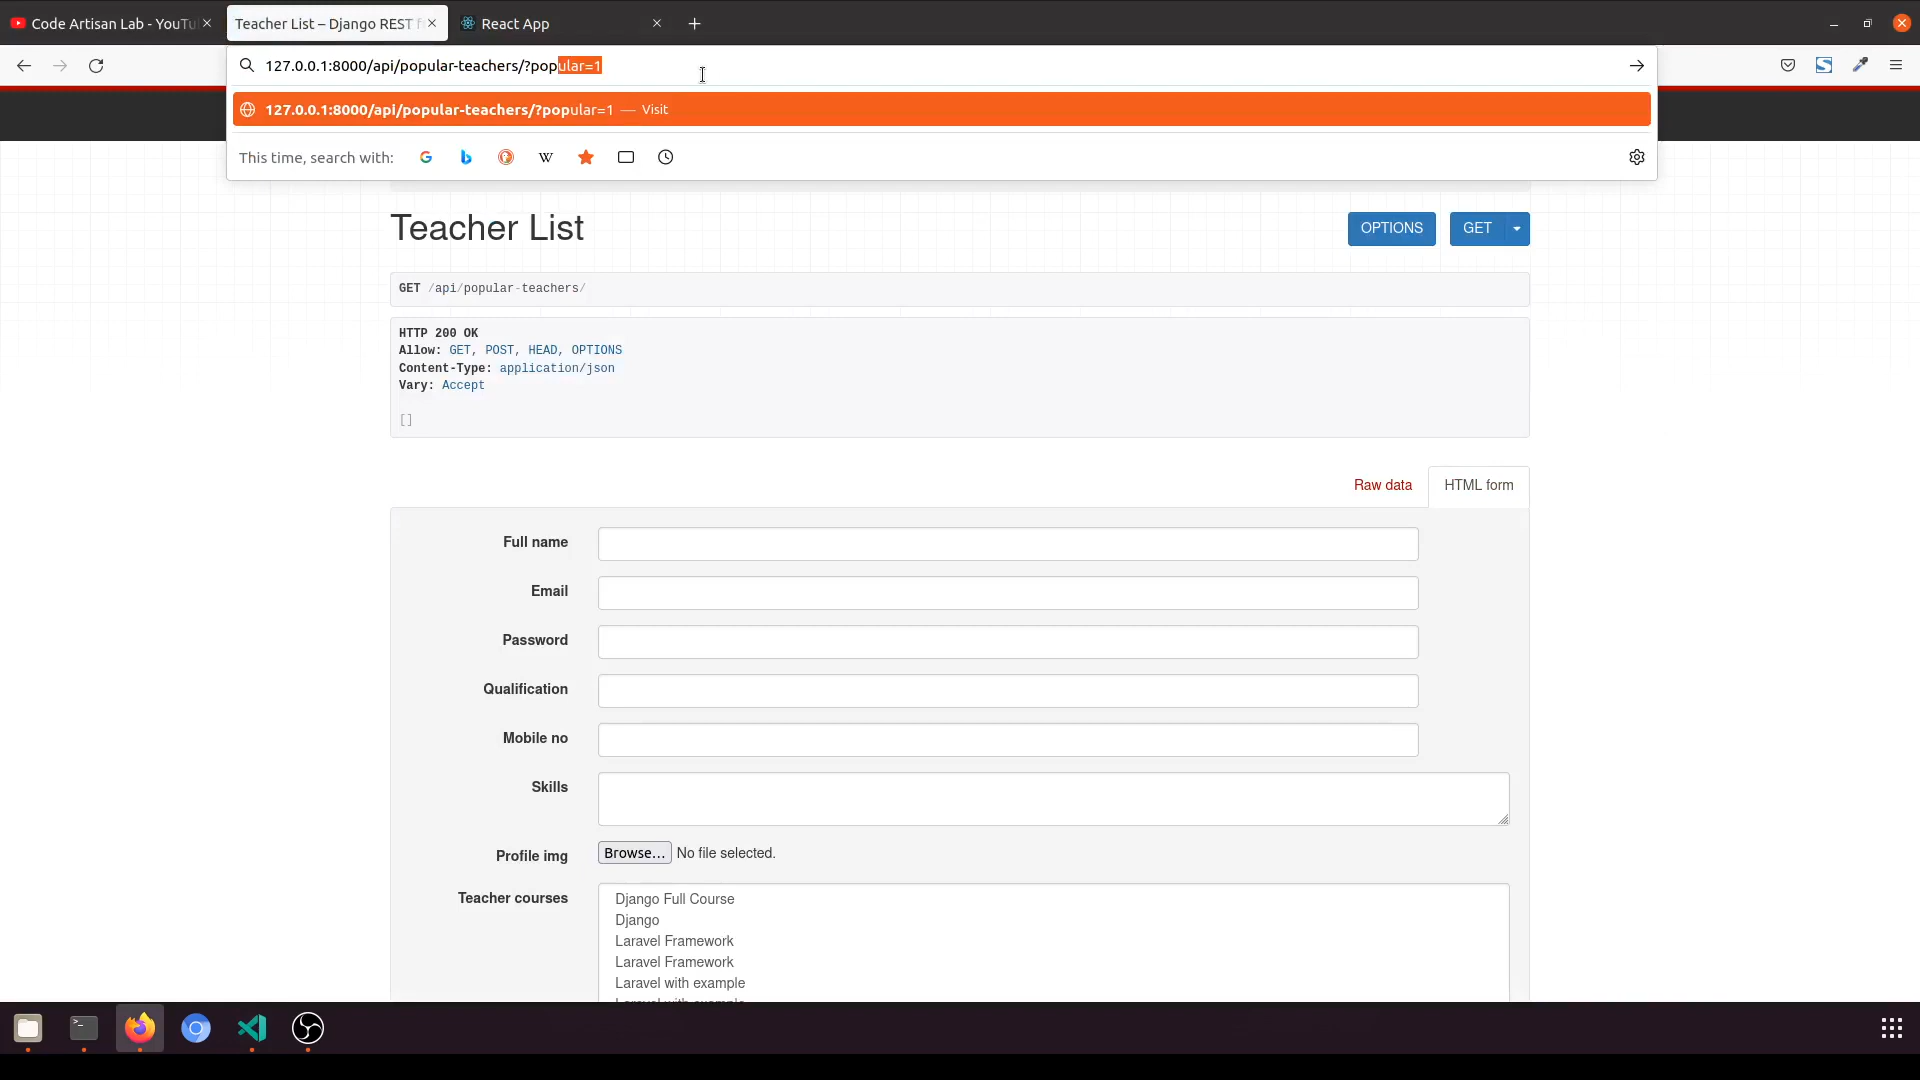 Code Artisan Lab - YouTu
Teacher List – Django REST f
React App
127.0.0.1:8000/api/popular-teachers/?popular=1
127.0.0.1:8000/api/popular-teachers/?popular=1 — Visit
This time, search with:
Teacher List
OPTIONS
GET
GET /api/popular-teachers/
HTTP 200 OK
Allow: GET, POST, HEAD, OPTIONS
Content-Type: application/json
Vary: Accept
[]
Raw data
HTML form
Full name
Email
Password
Qualification
Mobile no
Skills
Profile img
Browse... No file selected.
Teacher courses
Django Full Course
Django
Laravel Framework
Laravel Framework
Laravel with example